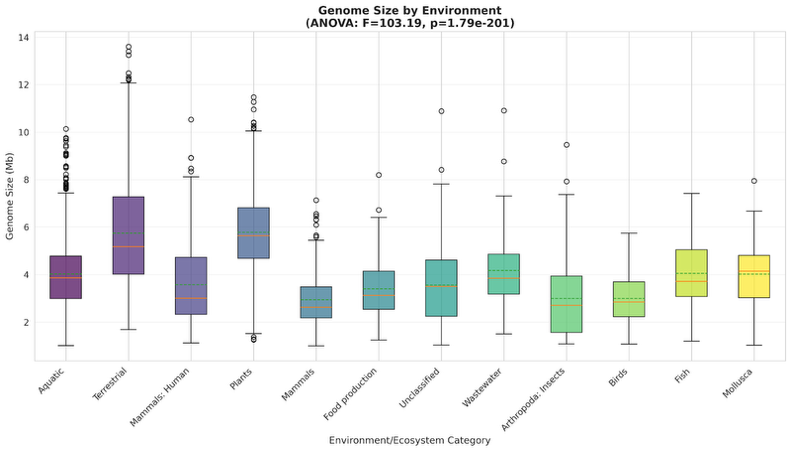 Genome Size by Environment
(ANOVA: F=103.19, p=1.79e-201)
Genome Size (Mb)
14
12
10
8
6
4
2
Aquatic
Terrestrial
Mammals: Human
Plants
Mammals
Food production
Unclassified
Wastewater
Arthropoda: Insects
Birds
Fish
Mollusca
Environment/Ecosystem Category